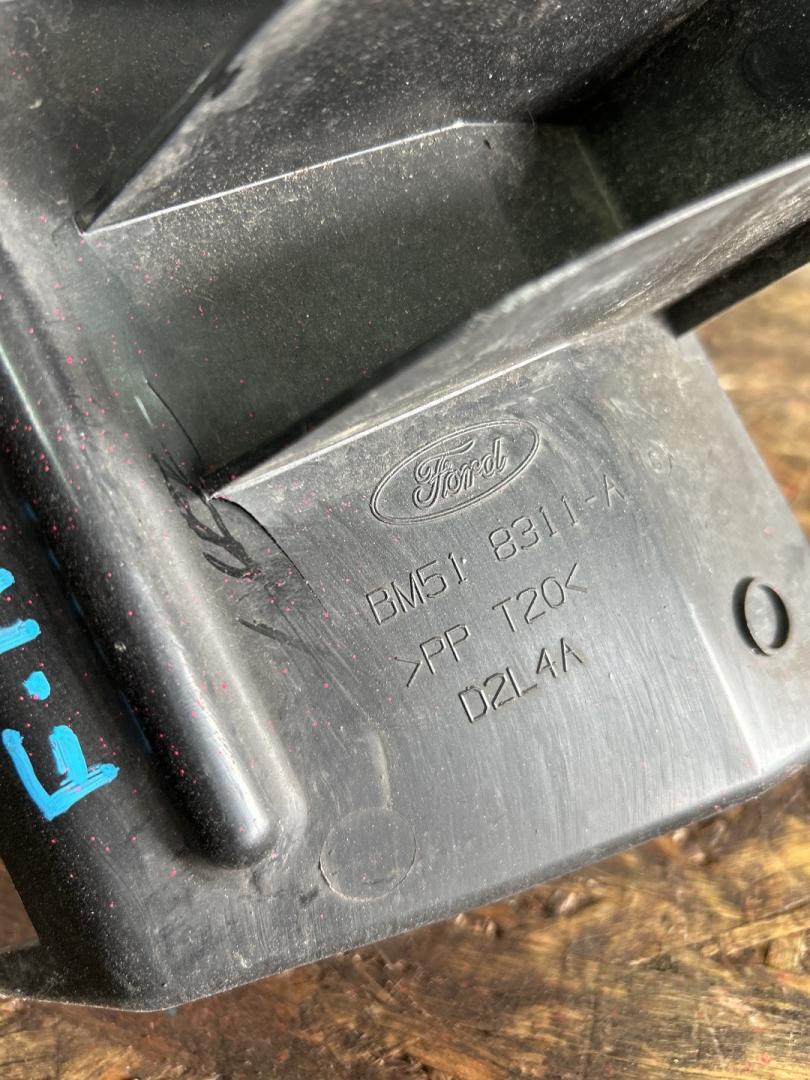 Ford
BM51 8311-A
>PP T20<
D2L4A